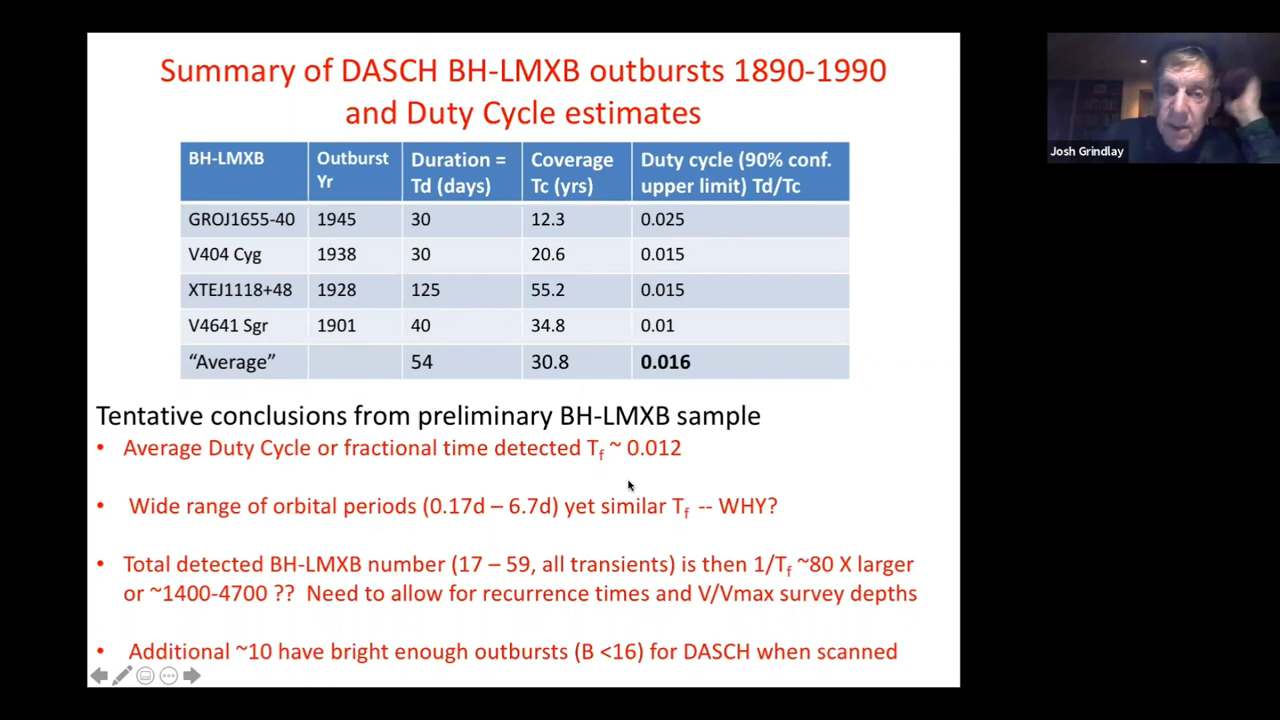 Summary of DASCH BH-LMXB outbursts 1890-1990
and Duty Cycle estimates
BH-LMXB Outburst Yr Duration = Td (days) Coverage Tc (yrs) Duty cycle (90% conf. upper limit) Td/Tc
GROJ1655-40 1945 30 12.3 0.025
V404 Cyg 1938 30 20.6 0.015
XTEJ1118+48 1928 125 55.2 0.015
V4641 Sgr 1901 40 34.8 0.01
“Average” 54 30.8 0.016
Tentative conclusions from preliminary BH-LMXB sample
• Average Duty Cycle or fractional time detected Tf ~ 0.012
• Wide range of orbital periods (0.17d – 6.7d) yet similar Tf -- WHY?
• Total detected BH-LMXB number (17 – 59, all transients) is then 1/Tf ~80 X larger
or ~1400-4700 ?? Need to allow for recurrence times and V/Vmax survey depths
• Additional ~10 have bright enough outbursts (B <16) for DASCH when scanned
Josh Grindlay